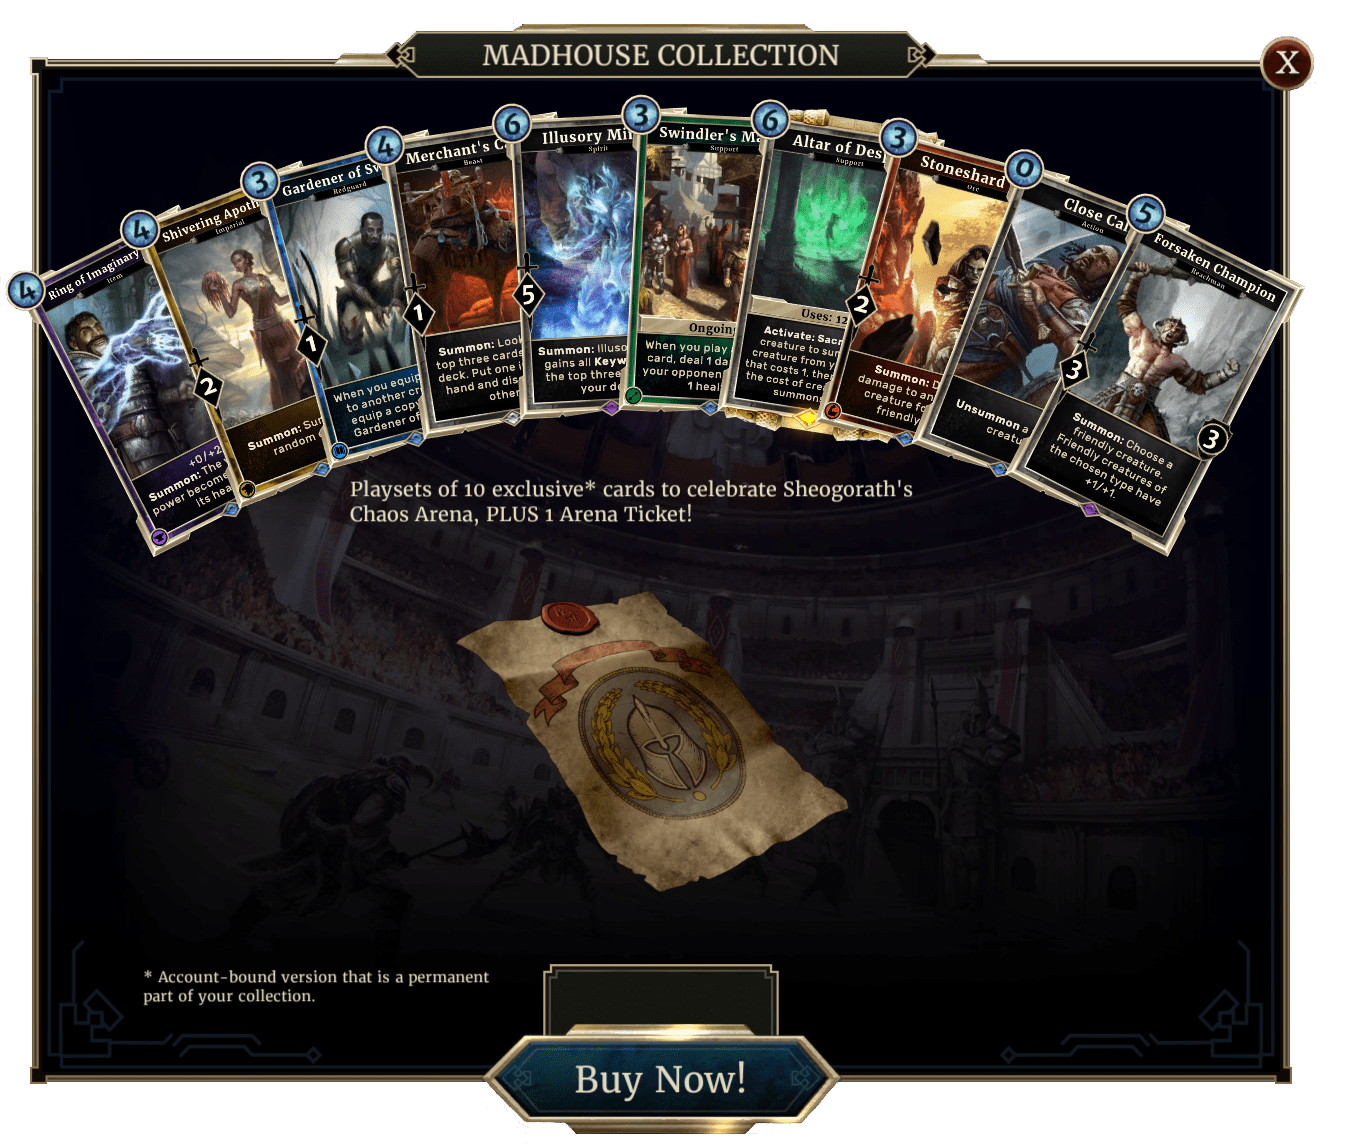 MADHOUSE COLLECTION
X
4
Ring of Imaginary
Item
+0/+2
Summon: The
power become
its hea
4
Shivering Apoth
Imperial
2
Summon: Sum
random
3
Gardener of Sw
Redguard
1
When you equip
to another cr
equip a copy
Gardener of
4
Merchant's C
Beast
1
Summon: Look
top three cards
deck. Put one i
hand and dis
other
6
Illusory Mi
Spirit
5
Summon: Illuso
gains all Keyw
the top three
your de
3
Swindler's Ma
Support
Ongoing
When you play
card, deal 1 da
your opponent
1 heal
6
Altar of Des
Support
Uses: 12
Activate: Sacr
creature to sum
creature from y
that costs 1, the
the cost of cre
summons
3
Stoneshard
Orc
2
Summon: D
damage to an
creature fo
friendly
0
Close Cal
Action
Unsummon a
creatu
5
Forsaken Champion
Reachman
3
3
Summon: Choose a
friendly creature.
Friendly creatures of
the chosen type have
+1/+1.
Playsets of 10 exclusive* cards to celebrate Sheogorath's
Chaos Arena, PLUS 1 Arena Ticket!
* Account-bound version that is a permanent
part of your collection.
Buy Now!